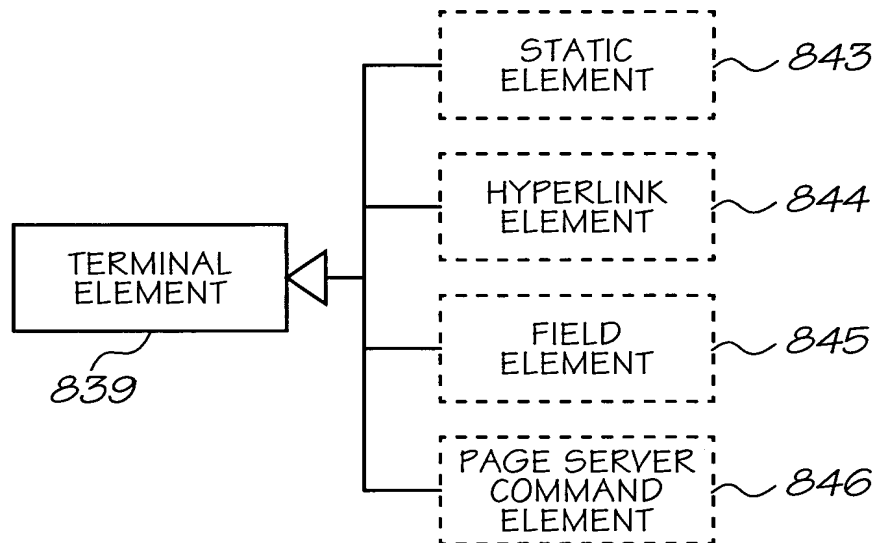 STATIC
ELEMENT
843
HYPERLINK
ELEMENT
844
TERMINAL
ELEMENT
839
FIELD
ELEMENT
845
PAGE SERVER
COMMAND
ELEMENT
846